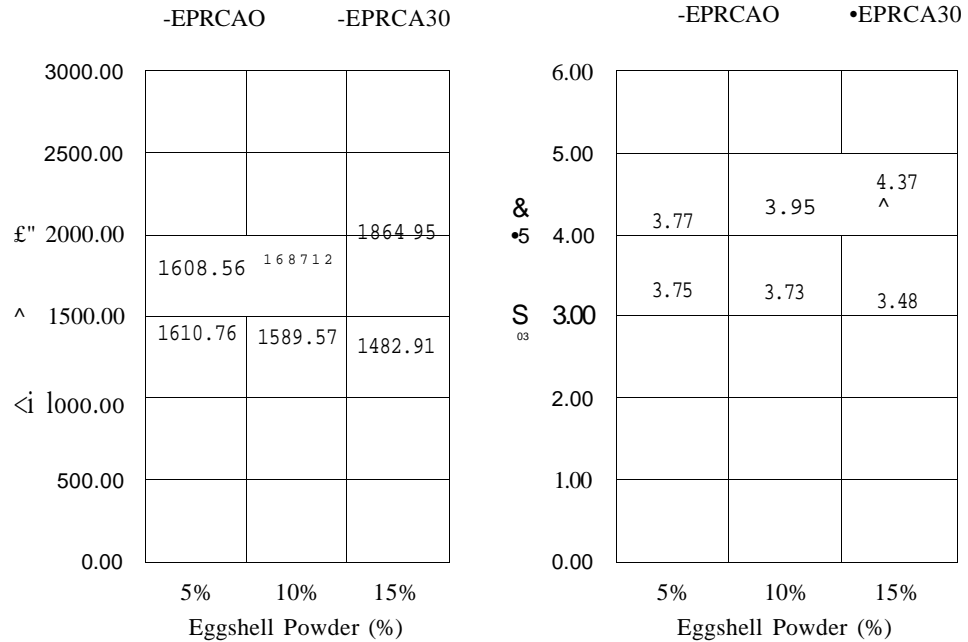 -EPRCAO -EPRCA30
3000.00
2500.00
£" 2000.00
1864 95
1608.56 168712
^ 1500.00
1610.76 1589.57 1482.91
<i l000.00
500.00
0.00
5% 10% 15%
Eggshell Powder (%)
-EPRCAO •EPRCA30
6.00
5.00
4.37
^
& 3.95
3.77
•5 4.00
3.75 3.73 3.48
S 3.00
03
2.00
1.00
0.00
5% 10% 15%
Eggshell Powder (%)